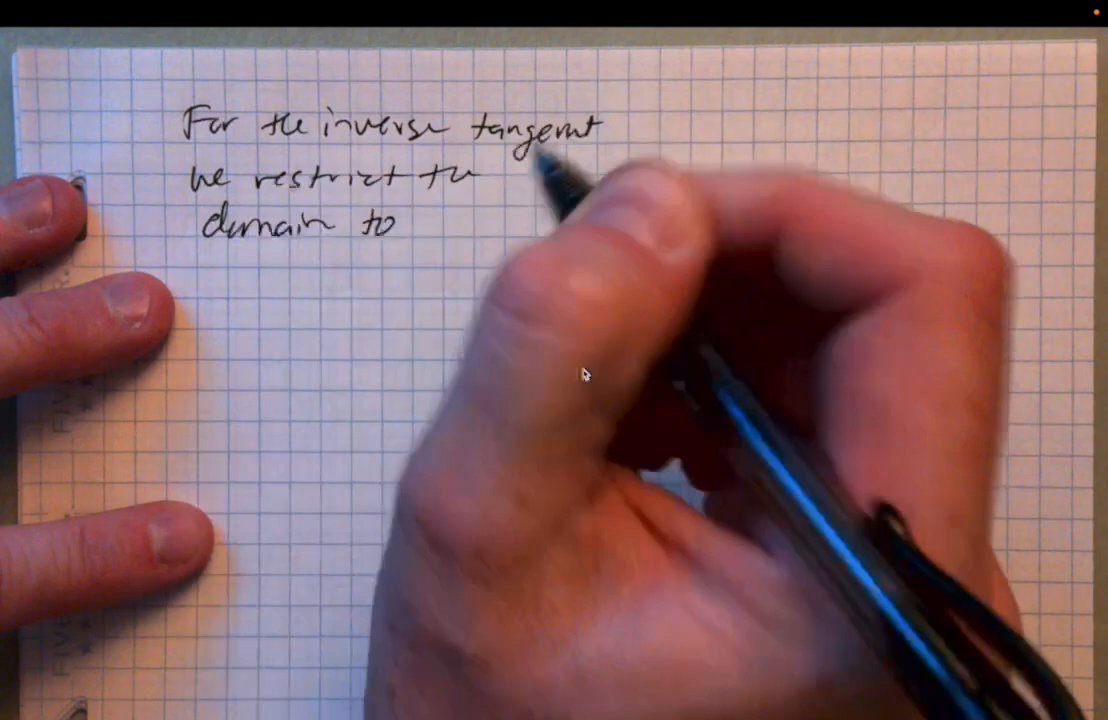 For the inverse tangent
we restrict the
domain to